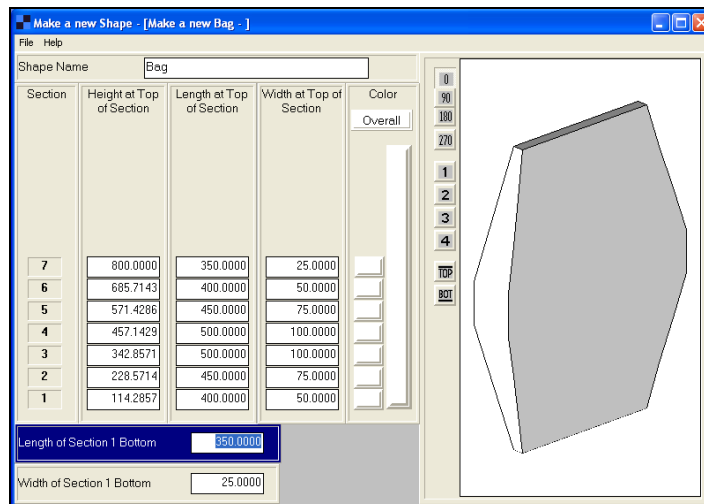 Make a new Shape - [Make a new Bag - ]
File Help
Shape Name Bag
Section Height at Top of Section Length at Top of Section Width at Top of Section Color
Overall
7 800.0000 350.0000 25.0000
6 685.7143 400.0000 50.0000
5 571.4286 450.0000 75.0000
4 457.1429 500.0000 100.0000
3 342.8571 500.0000 100.0000
2 228.5714 450.0000 75.0000
1 114.2857 400.0000 50.0000
Length of Section 1 Bottom 350.0000
Width of Section 1 Bottom 25.0000
0
90
180
270
1
2
3
4
TOP
BOT